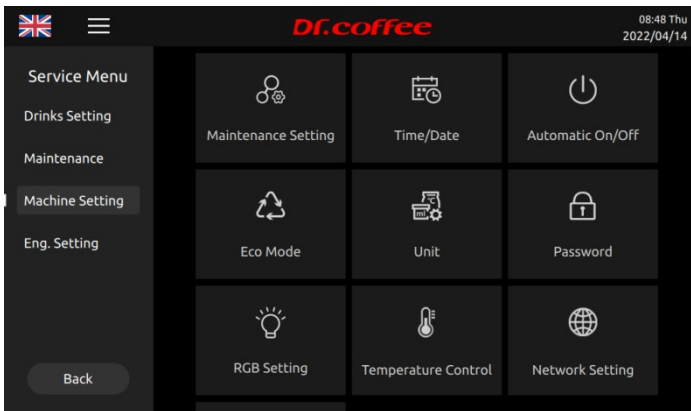 Dr.coffee
08:48 Thu
2022/04/14
Service Menu
Drinks Setting
Maintenance
Machine Setting
Eng. Setting
Back
Maintenance Setting
Time/Date
Automatic On/Off
Eco Mode
°C
ml
Unit
Password
RGB Setting
Temperature Control
Network Setting